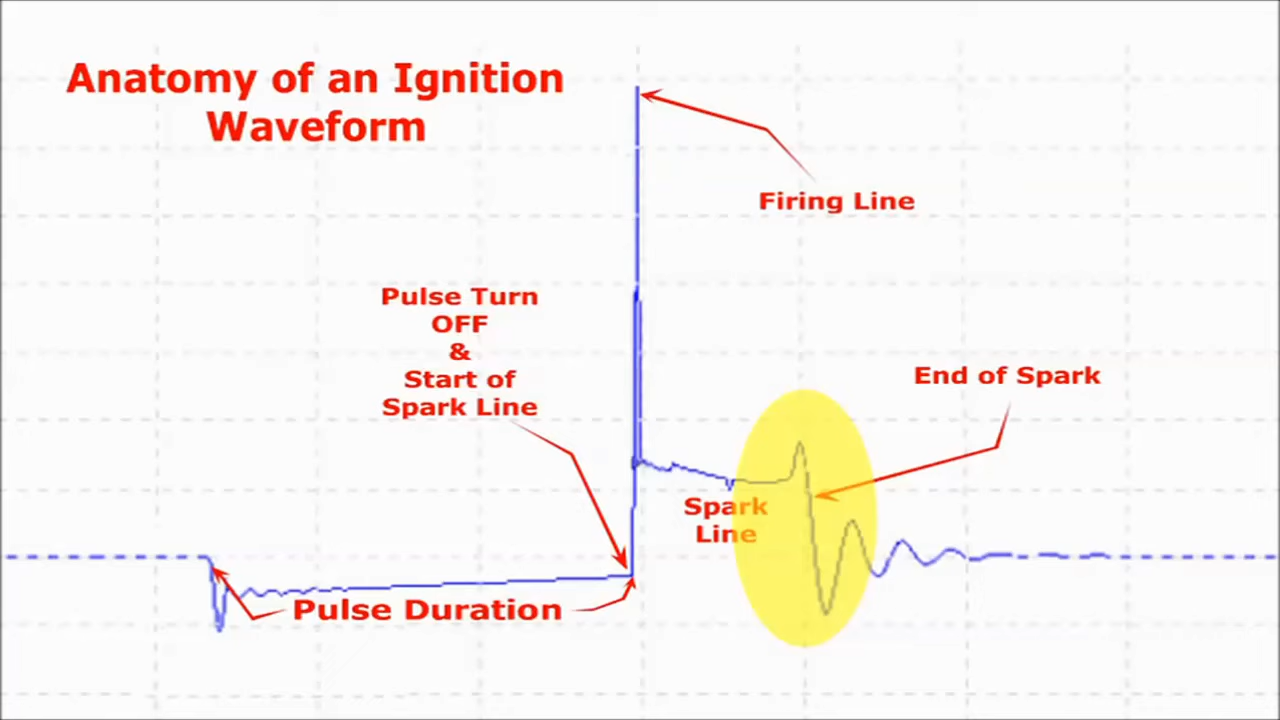 Anatomy of an Ignition
Waveform
Firing Line
Pulse Turn
OFF
&
Start of
Spark Line
End of Spark
Spark
Line
Pulse Duration